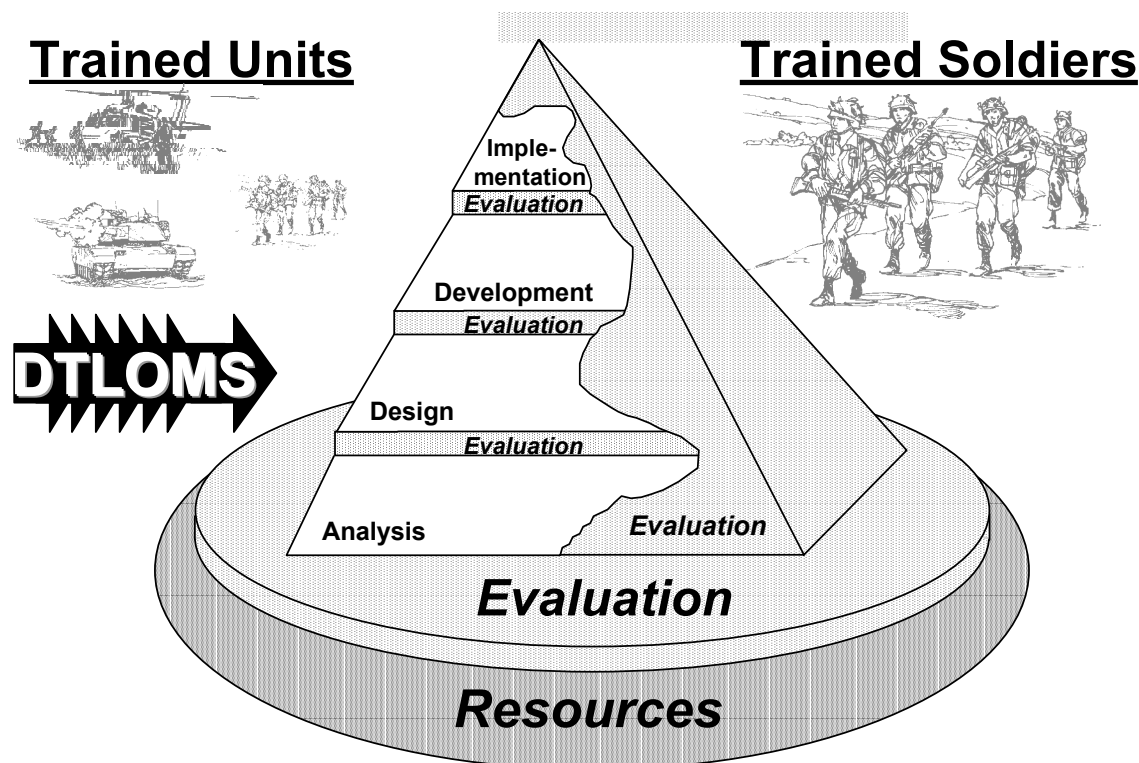 Trained Units
Trained Soldiers
Imple-
mentation
Evaluation
Development
Evaluation
DTLOMS
Design
Evaluation
Analysis
Evaluation
Evaluation
Resources